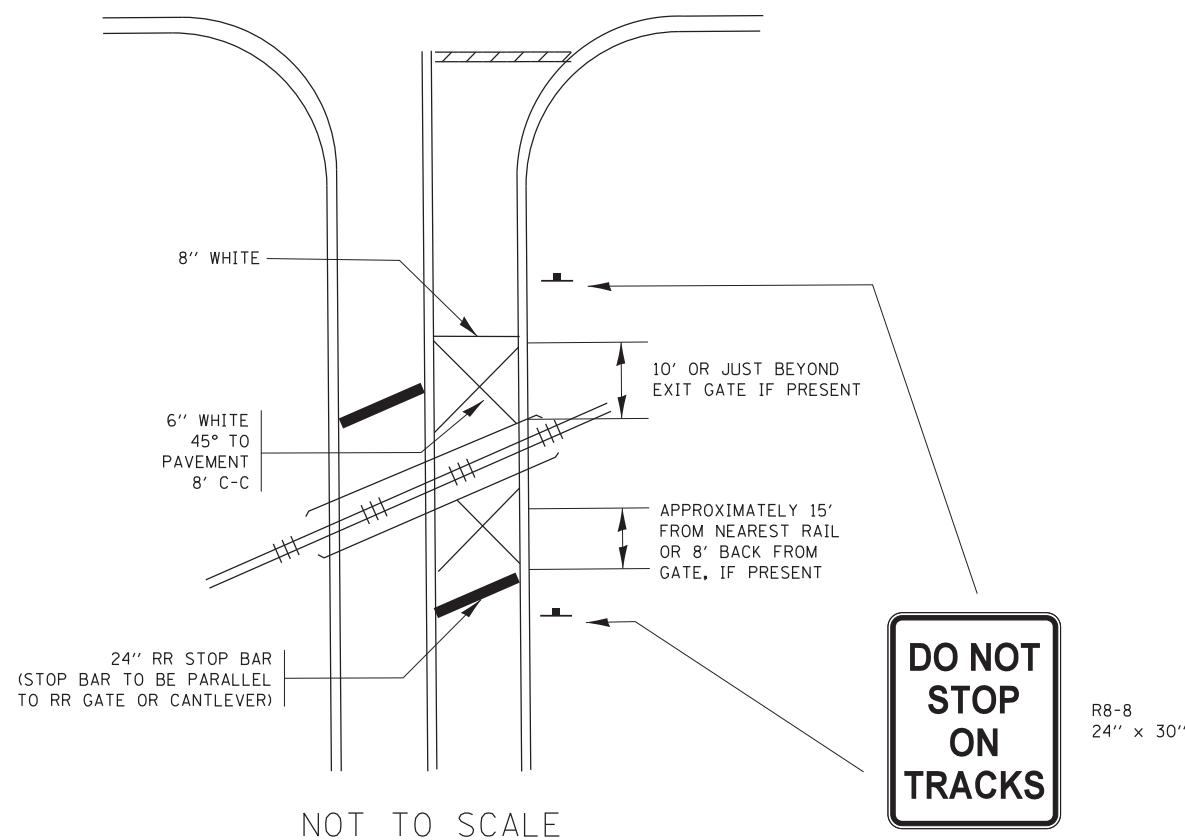 8'' WHITE
10' OR JUST BEYOND
EXIT GATE IF PRESENT
6'' WHITE
45° TO
PAVEMENT
8' C-C
APPROXIMATELY 15'
FROM NEAREST RAIL
OR 8' BACK FROM
GATE, IF PRESENT
24'' RR STOP BAR
(STOP BAR TO BE PARALLEL
TO RR GATE OR CANTLEVER)
DO NOT
STOP
ON
TRACKS
R8-8
24'' x 30''
NOT TO SCALE